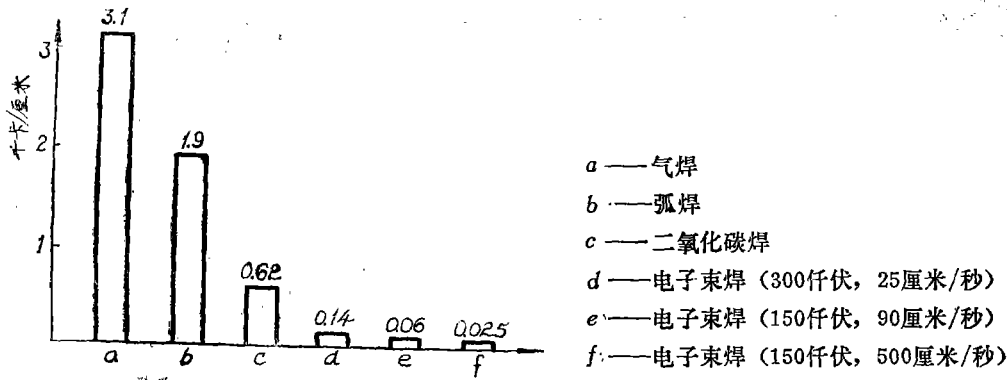 3.1
3
千卡/厘米
2
1.9
1
0.62
0.14
0.06
0.025
a
b
c
d
e
f
a——气焊
b——弧焊
c——二氧化碳焊
d——电子束焊（300仟伏，25厘米/秒）
e——电子束焊（150仟伏，90厘米/秒）
f——电子束焊（150仟伏，500厘米/秒）